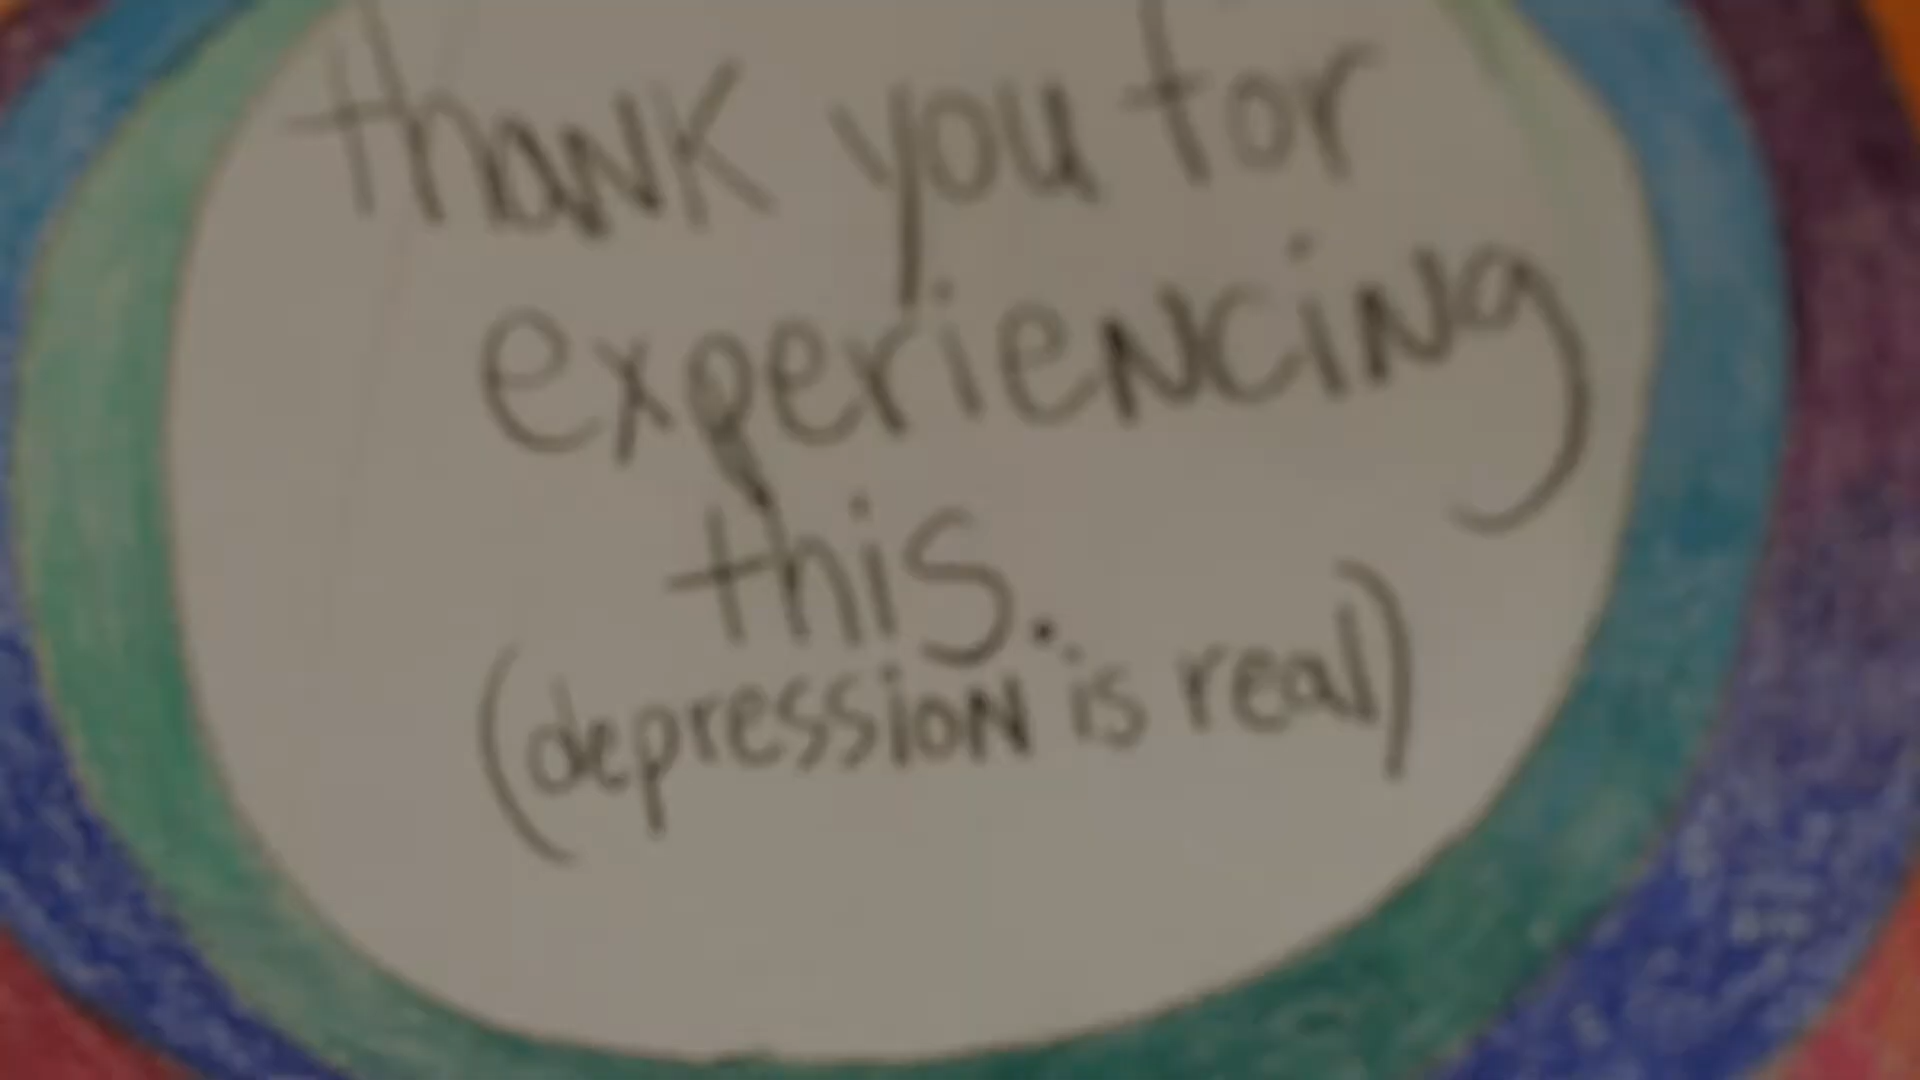 thank you for
experiencing
this.
(depression is real)